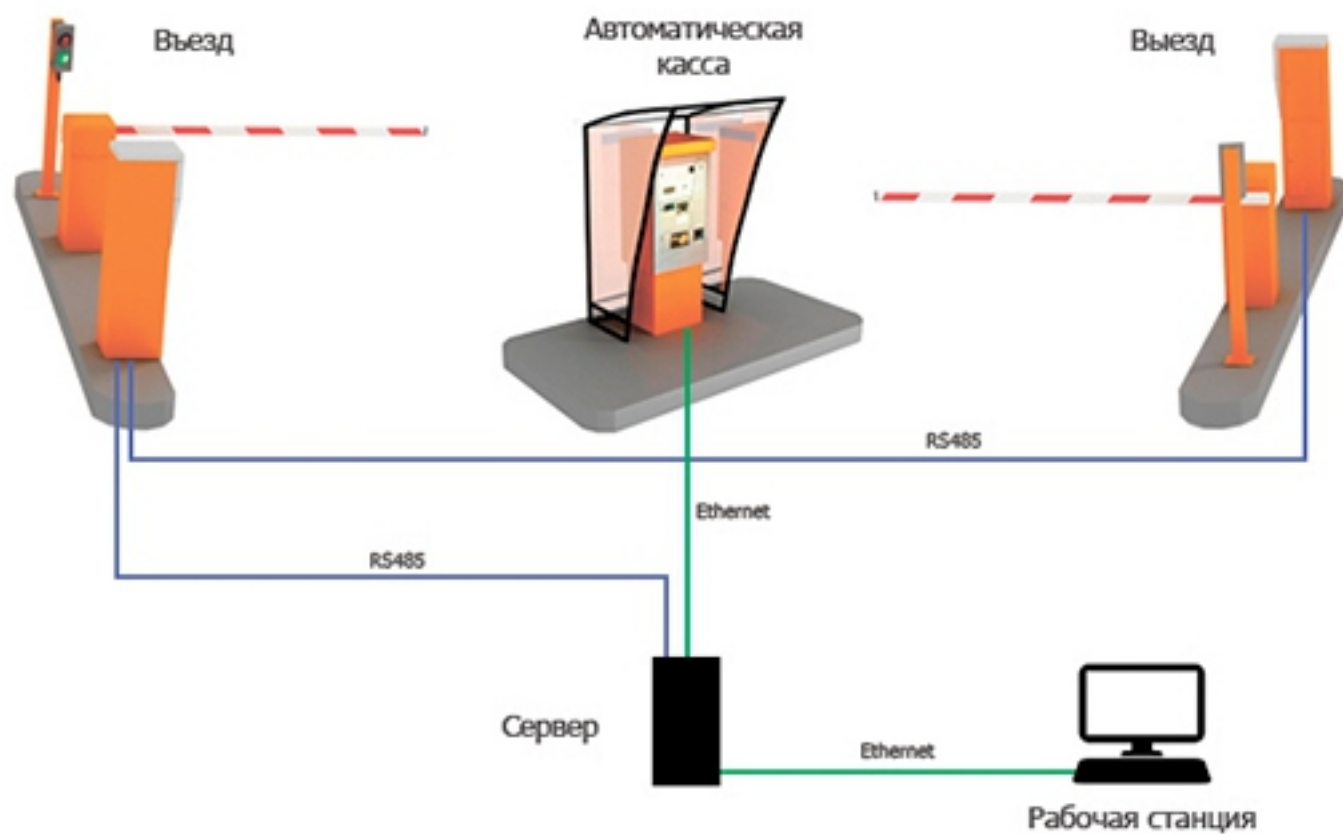 Въезд
Автоматическая
касса
Выезд
RS485
Ethernet
RS485
Сервер
Ethernet
Рабочая станция